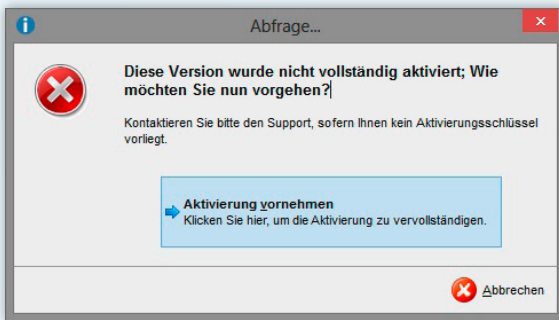 Abfrage...
Diese Version wurde nicht vollständig aktiviert; Wie
möchten Sie nun vorgehen?
Kontaktieren Sie bitte den Support, sofern Ihnen kein Aktivierungsschlüssel
vorliegt.
Aktivierung vornehmen
Klicken Sie hier, um die Aktivierung zu vervollständigen.
Abbrechen